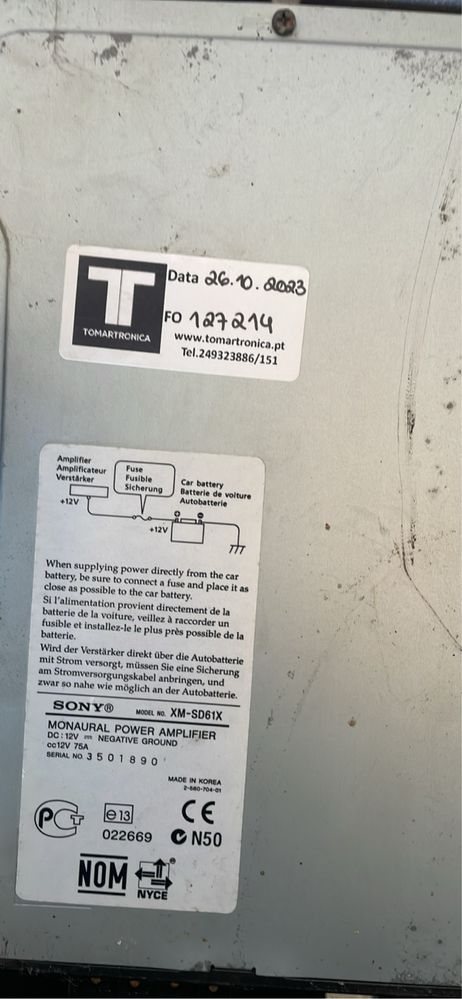 T
TOMARTRONICA
Data 26.10.2023
FO 127214
www.tomartronica.pt
Tel.249323886/151
Amplifier
Amplificateur
Verstärker
+12V
Fuse
Fusible
Sicherung
Car battery
Batterie de voiture
Autobatterie
+12V
When supplying power directly from the car
battery, be sure to connect a fuse and place it as
close as possible to the car battery.
Si l'alimentation provient directement de la
batterie de la voiture, veillez à raccorder un
fusible et installez-le le plus près possible de la
batterie.
Wird der Verstärker direkt über die Autobatterie
mit Strom versorgt, müssen Sie eine Sicherung
am Stromversorgungskabel anbringen, und
zwar so nahe wie möglich an der Autobatterie.
SONY® MODEL NO. XM-SD61X
MONAURAL POWER AMPLIFIER
DC : 12V ⎓ NEGATIVE GROUND
CC12V 75A
SERIAL NO. 3501890
MADE IN KOREA
2-680-704-01
PCT
e13
022669
CE
N50
NOM
NYCE®